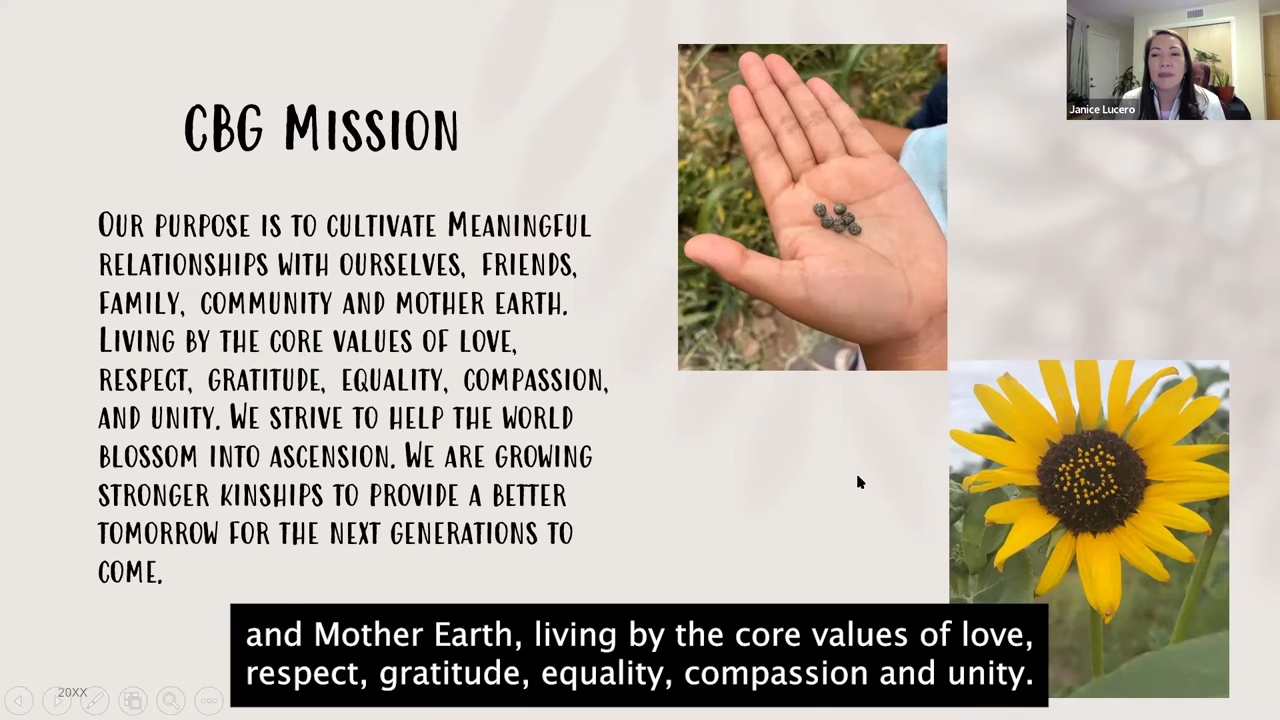 CBG MISSION
OUR PURPOSE IS TO CULTIVATE MEANINGFUL
RELATIONSHIPS WITH OURSELVES, FRIENDS,
FAMILY, COMMUNITY AND MOTHER EARTH.
LIVING BY THE CORE VALUES OF LOVE,
RESPECT, GRATITUDE, EQUALITY, COMPASSION,
AND UNITY. WE STRIVE TO HELP THE WORLD
BLOSSOM INTO ASCENSION. WE ARE GROWING
STRONGER KINSHIPS TO PROVIDE A BETTER
TOMORROW FOR THE NEXT GENERATIONS TO
COME.
Janice Lucero
and Mother Earth, living by the core values of love,
respect, gratitude, equality, compassion and unity.
20XX